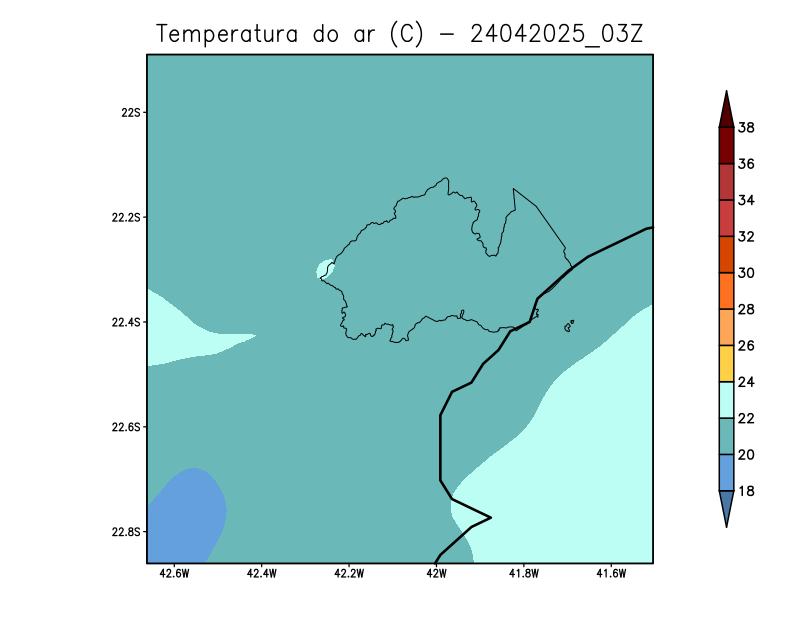 Temperatura do ar (C) - 24042025_03Z
22S
22.2S
22.4S
22.6S
22.8S
42.6W
42.4W
42.2W
42W
41.8W
41.6W
38
36
34
32
30
28
26
24
22
20
18